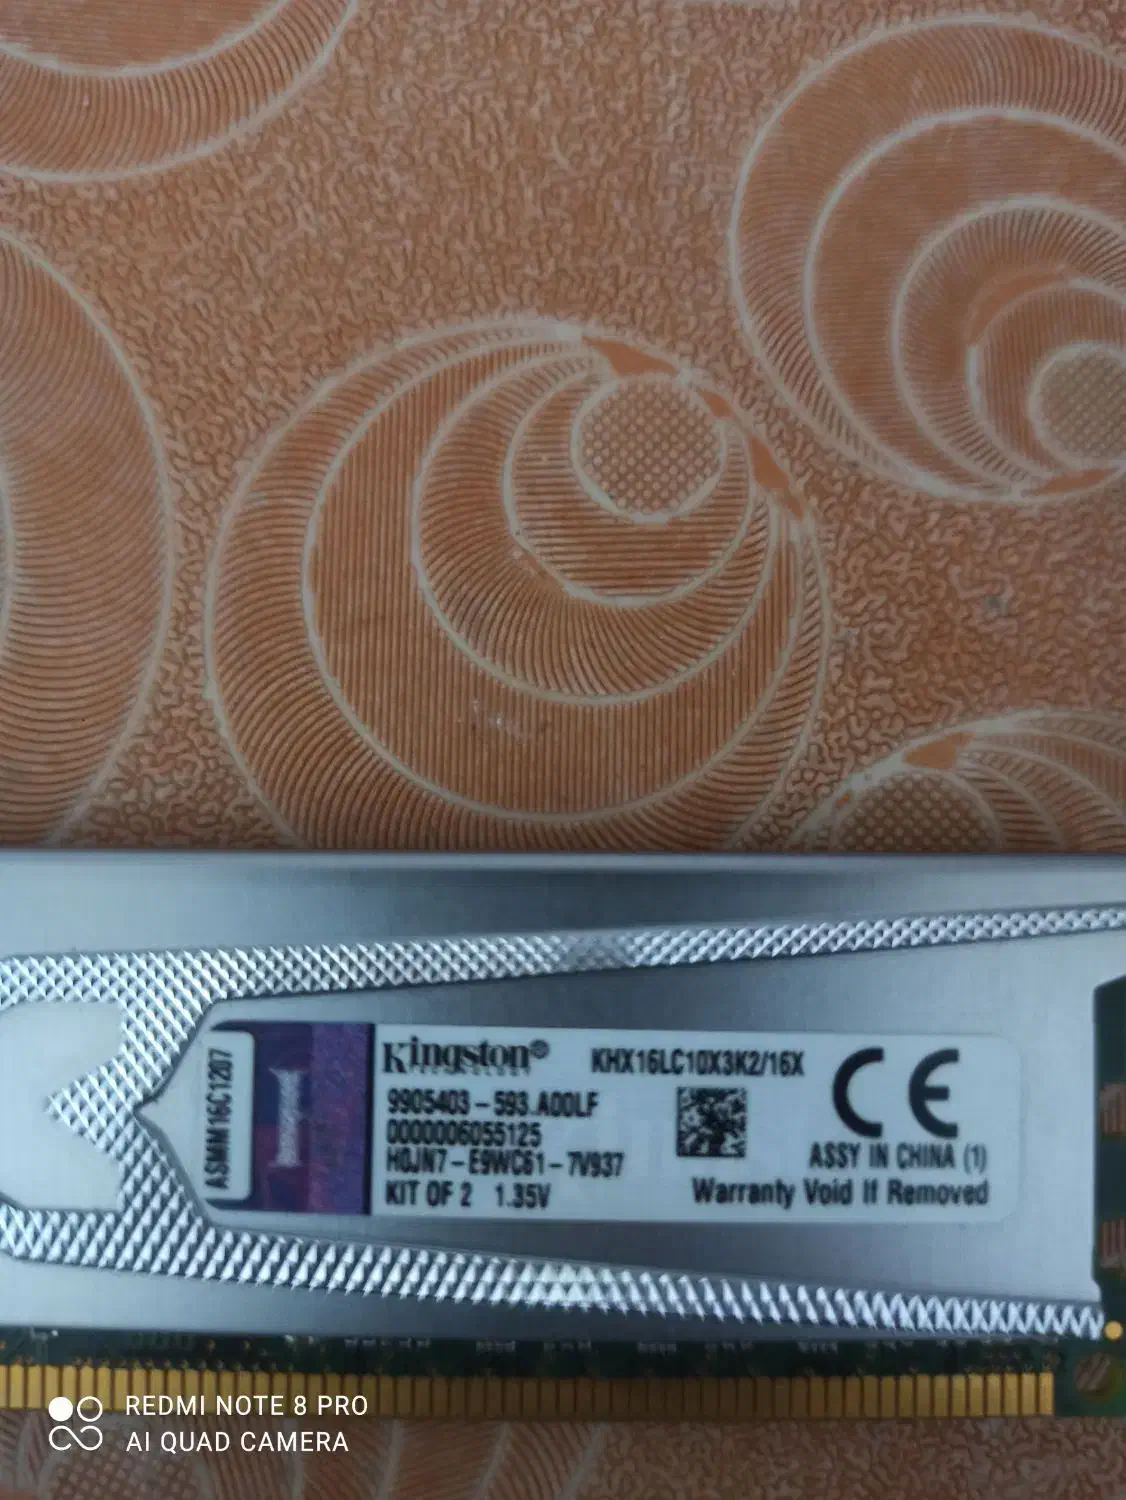 ASMM16C1207
Kingston
TECHNOLOGY
KHX16LC10X3K2/16X
9905403-593.A00LF
0000006055125
H0JN7-E9WC61-7V937
KIT OF 2 1.35V
CE
ASSY IN CHINA (1)
Warranty Void If Removed
REDMI NOTE 8 PRO
AI QUAD CAMERA